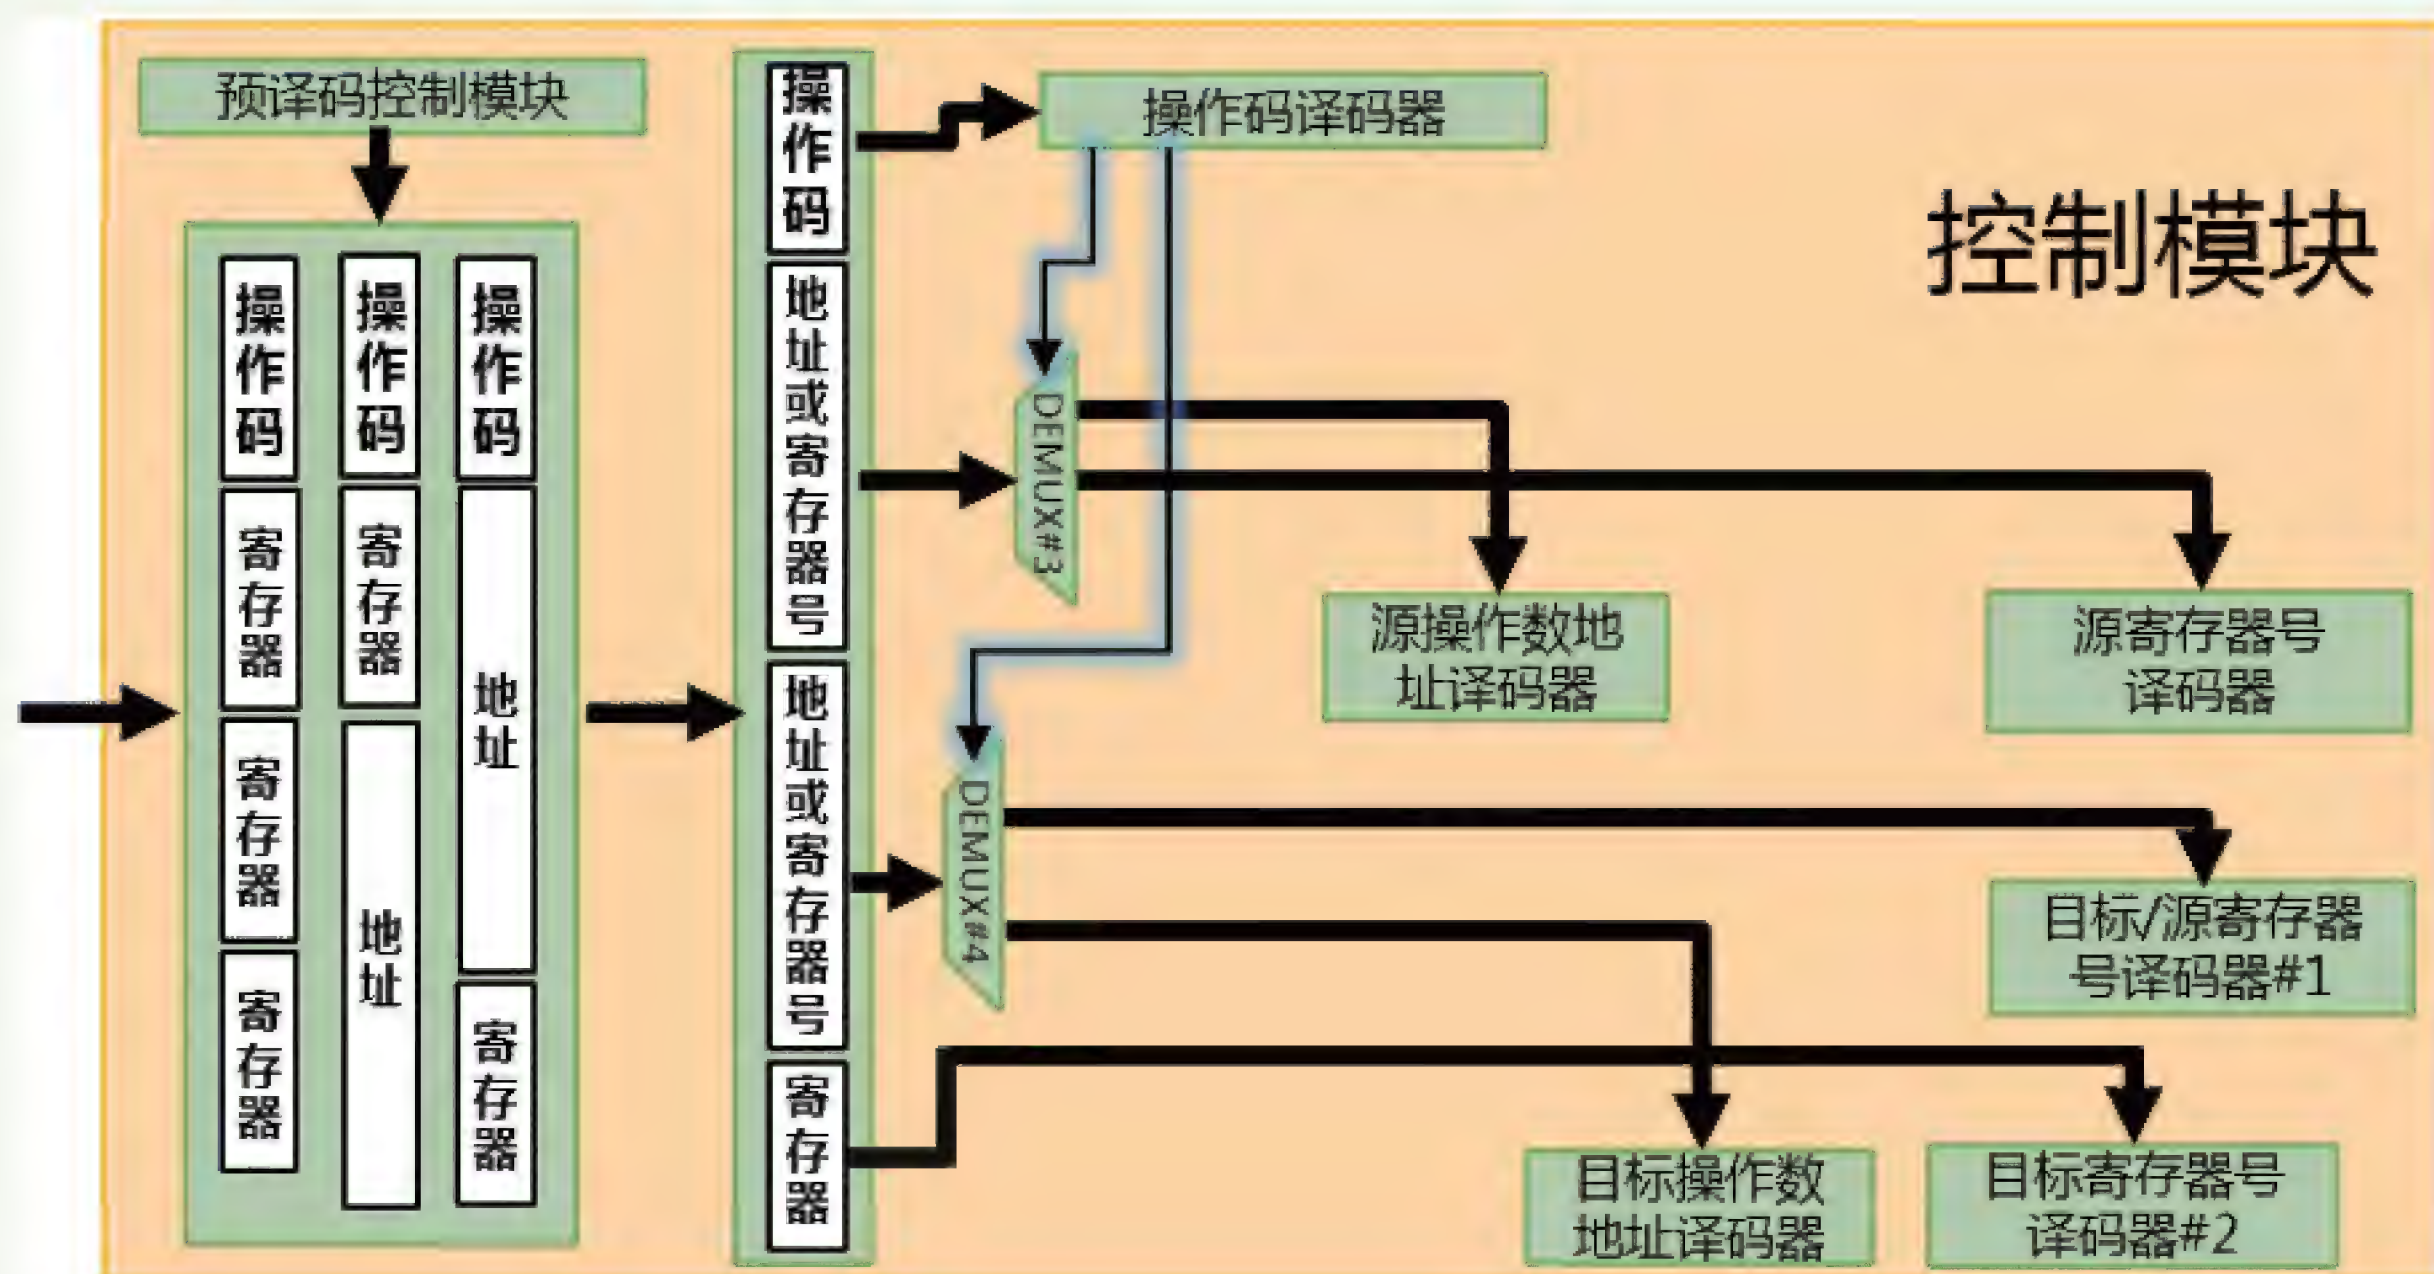 预译码控制模块
操作码
寄存器
寄存器
寄存器
操作码
寄存器
地址
操作码
地址
寄存器
操作码
地址或寄存器号
地址或寄存器号
寄存器
操作码译码器
控制模块
DEMUX#3
源操作数地
址译码器
源寄存器号
译码器
DEMUX#4
目标/源寄存器
号译码器#1
目标操作数
地址译码器
目标寄存器号
译码器#2